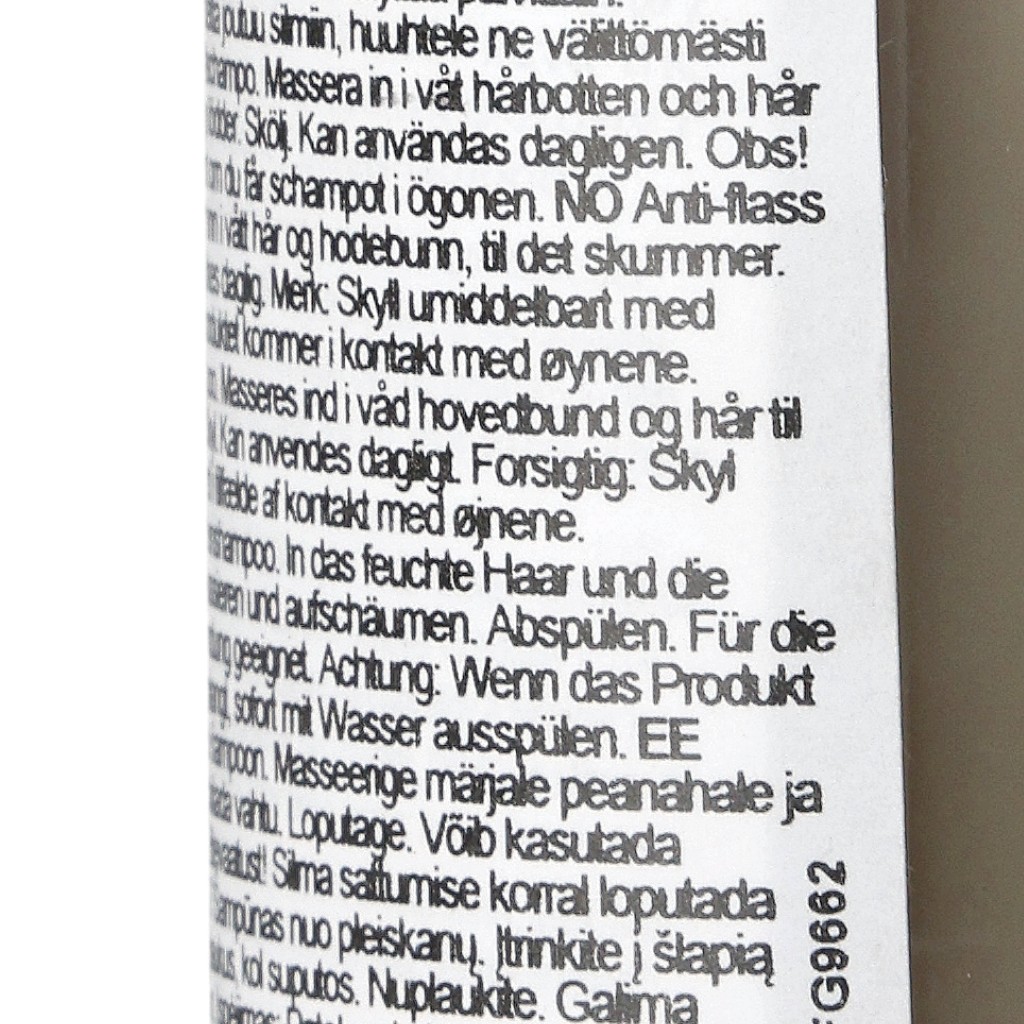 putuu silmiin, huuhtele ne välittömästi
Massera in i våt hårbotten och hår
Skölj. Kan användas dagligen. Obs!
du får schampot i ögonen. NO Anti-flass
i vått hår og hodebunn, til det skummer.
daglig. Merk: Skyll umiddelbart med
kommer i kontakt med øynene.
Masseres ind i våd hovedbund og hår til
Kan anvendes dagligt. Forsigtig: Skyl
tilfælde af kontakt med øjnene.
In das feuchte Haar und die
und aufschäumen. Abspülen. Für die
geeignet. Achtung: Wenn das Produkt
sofort mit Wasser ausspülen. EE
Masseerige märjale peanahale ja
vahtu. Loputage. Võib kasutada
Silma sattumise korral loputada
nuo pleiskanų. Įtrinkite į šlapią
kol suputos. Nuplaukite. Galima
G9662